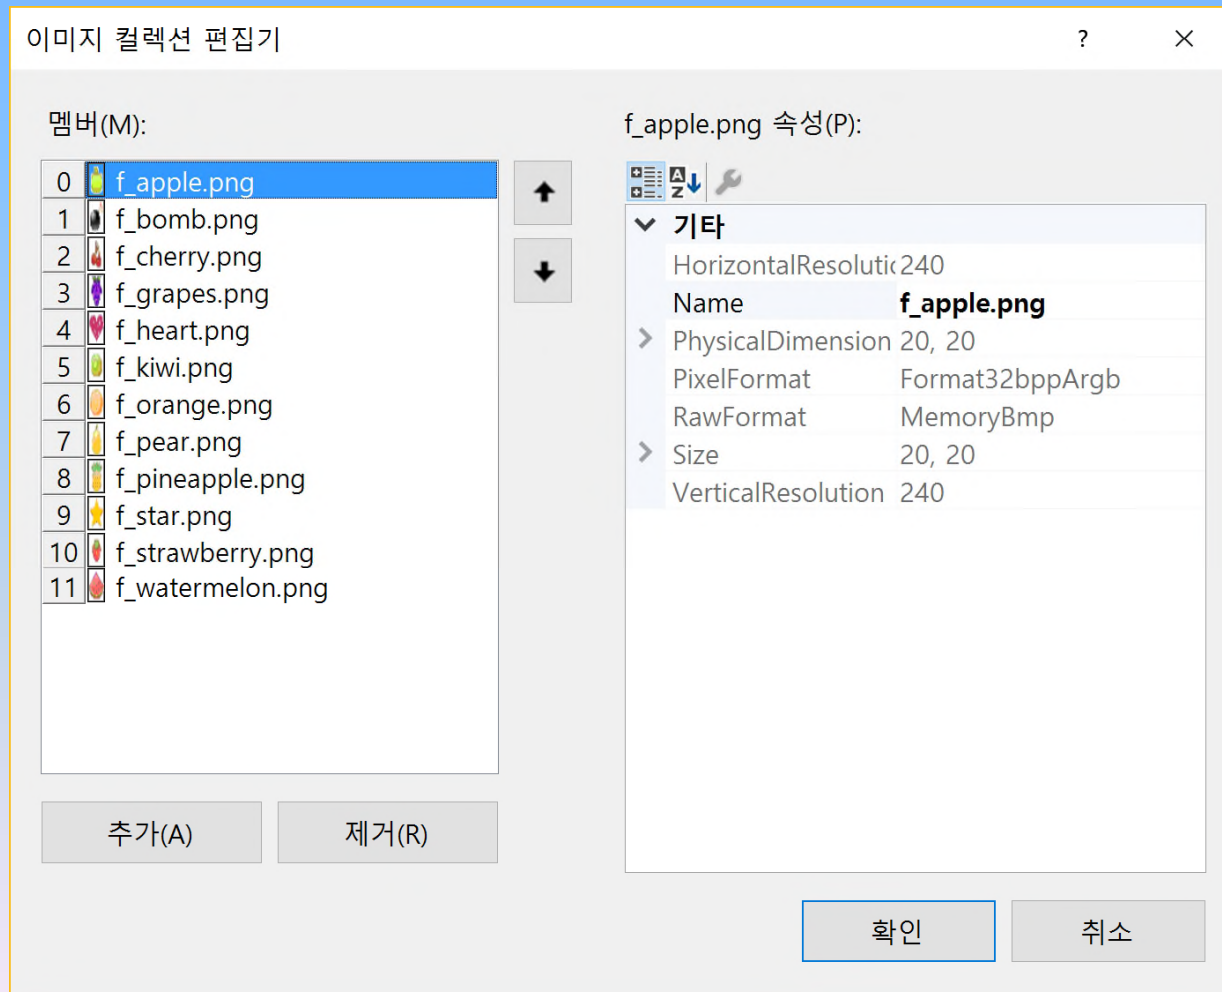 이미지 컬렉션 편집기
?
멤버(M):
0 f_apple.png
1 f_bomb.png
2 f_cherry.png
3 f_grapes.png
4 f_heart.png
5 f_kiwi.png
6 f_orange.png
7 f_pear.png
8 f_pineapple.png
9 f_star.png
10 f_strawberry.png
11 f_watermelon.png
추가(A)
제거(R)
f_apple.png 속성(P):
A
Z
기타
HorizontalResolutic 240
Name f_apple.png
PhysicalDimension 20, 20
PixelFormat Format32bppArgb
RawFormat MemoryBmp
Size 20, 20
VerticalResolution 240
확인
취소